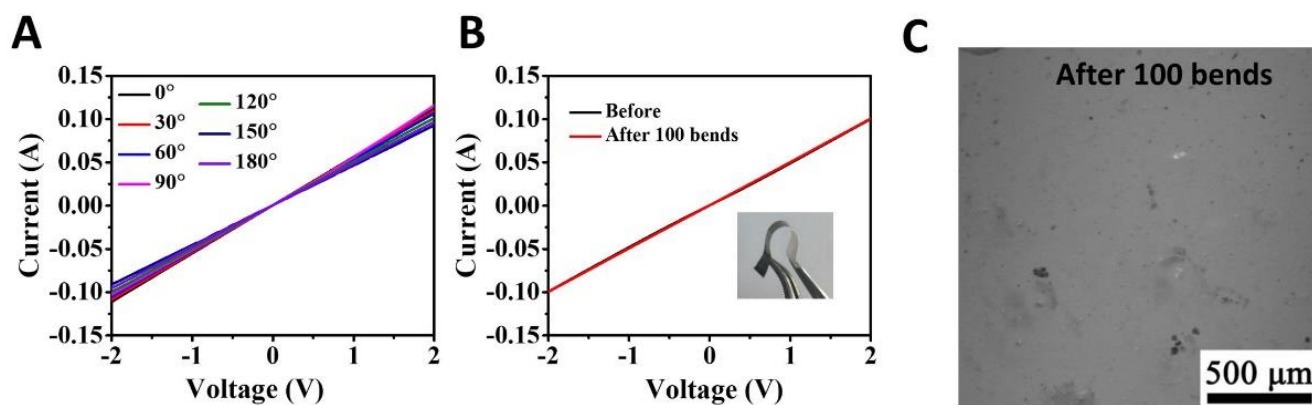 A
0.15
0.10
0.05
0.00
-0.05
-0.10
-0.15
Current (A)
0°
30°
60°
90°
120°
150°
180°
-2
-1
0
1
2
Voltage (V)
B
0.15
0.10
0.05
0.00
-0.05
-0.10
-0.15
Current (A)
Before
After 100 bends
-2
-1
0
1
2
Voltage (V)
C
After 100 bends
500 μm